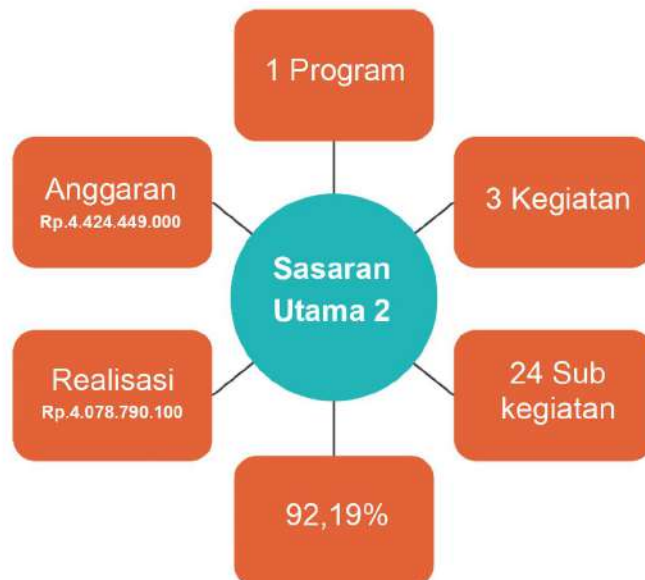 1 Program
Anggaran
Rp.4.424.449.000
3 Kegiatan
Sasaran
Utama 2
Realisasi
Rp.4.078.790.100
24 Sub
kegiatan
92,19%